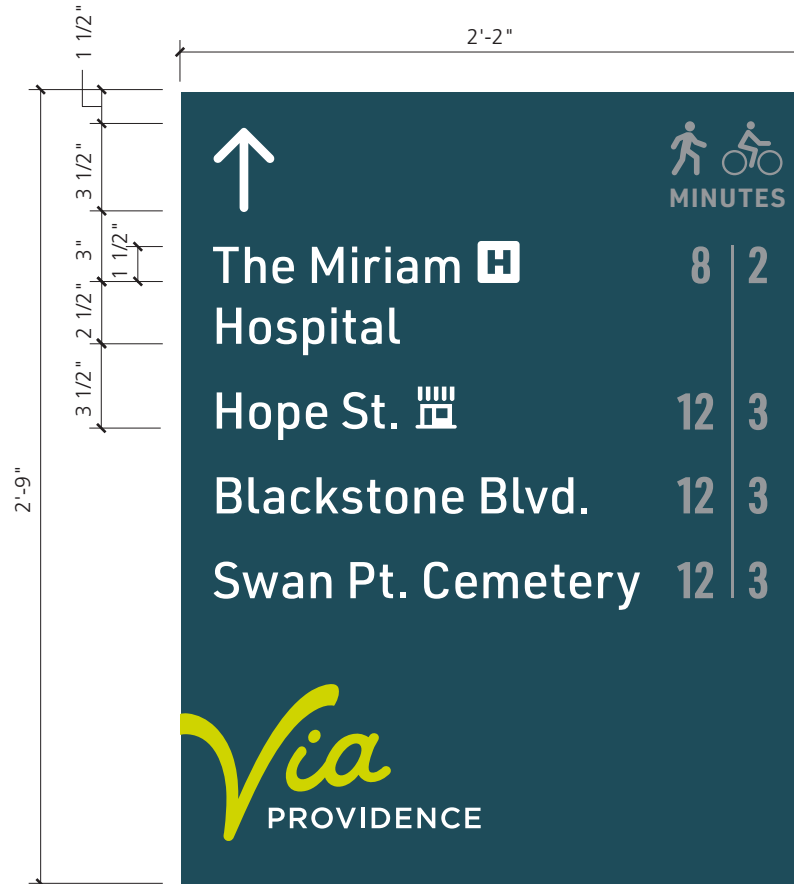 2'-2"
1 1/2"
3 1/2"
3"
1 1/2"
2 1/2"
3 1/2"
2'-9"
MINUTES
The Miriam H 8 2
Hospital
Hope St. 12 3
Blackstone Blvd. 12 3
Swan Pt. Cemetery 12 3
Via
PROVIDENCE